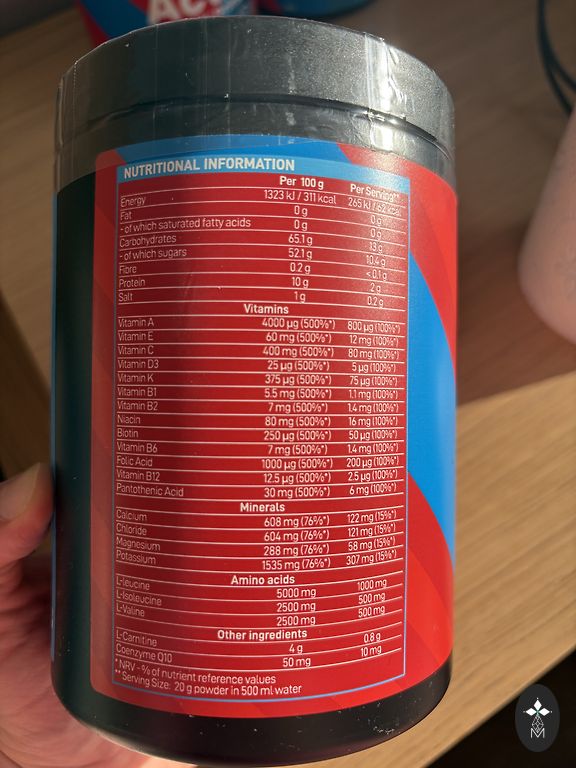 Ac
NUTRITIONAL INFORMATION
Per 100 g Per Serving**
Energy 1323 kJ / 311 kcal 265 kJ / 62 kcal
Fat 0 g 0 g
- of which saturated fatty acids 0 g 0 g
Carbohydrates 65.1 g 13 g
- of which sugars 52.1 g 10.4 g
Fibre 0.2 g <0.1 g
Protein 10 g 2 g
Salt 1 g 0.2 g
Vitamins
Vitamin A 4000 µg (500%*) 800 µg (100%*)
Vitamin E 60 mg (500%*) 12 mg (100%*)
Vitamin C 400 mg (500%*) 80 mg (100%*)
Vitamin D3 25 µg (500%*) 5 µg (100%*)
Vitamin K 375 µg (500%*) 75 µg (100%*)
Vitamin B1 5.5 mg (500%*) 1.1 mg (100%*)
Vitamin B2 7 mg (500%*) 1.4 mg (100%*)
Niacin 80 mg (500%*) 16 mg (100%*)
Biotin 250 µg (500%*) 50 µg (100%*)
Vitamin B6 7 mg (500%*) 1.4 mg (100%*)
Folic Acid 1000 µg (500%*) 200 µg (100%*)
Vitamin B12 12.5 µg (500%*) 2.5 µg (100%*)
Pantothenic Acid 30 mg (500%*) 6 mg (100%*)
Minerals
Calcium 608 mg (76%*) 122 mg (15%*)
Chloride 604 mg (76%*) 121 mg (15%*)
Magnesium 288 mg (76%*) 58 mg (15%*)
Potassium 1535 mg (76%*) 307 mg (15%*)
Amino acids
L-leucine 5000 mg 1000 mg
L-Isoleucine 2500 mg 500 mg
L-Valine 2500 mg 500 mg
Other ingredients
L-Carnitine 4 g 0.8 g
Coenzyme Q10 50 mg 10 mg
* NRV - % of nutrient reference values
** Serving Size: 20 g powder in 500 ml water